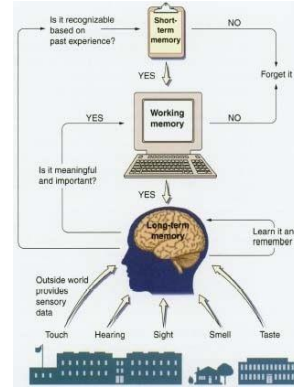 Is it recognizable
based on
past experience?
Short-
term
memory
NO
YES
Forget it
YES
Working
memory
NO
Is it meaningful
and important?
YES
Long-term
memory
Learn it an
remember
Outside world
provides
sensory
data
Touch
Hearing
Sight
Smell
Taste